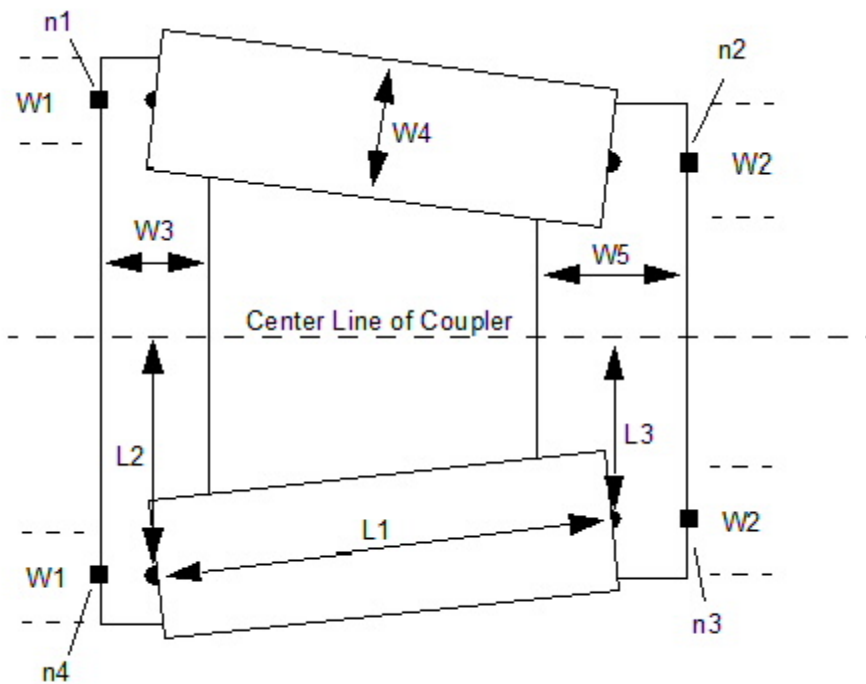 n1
n2
W1
W4
W2
W3
W5
Center Line of Coupler
L2
L3
L1
W2
W1
n3
n4